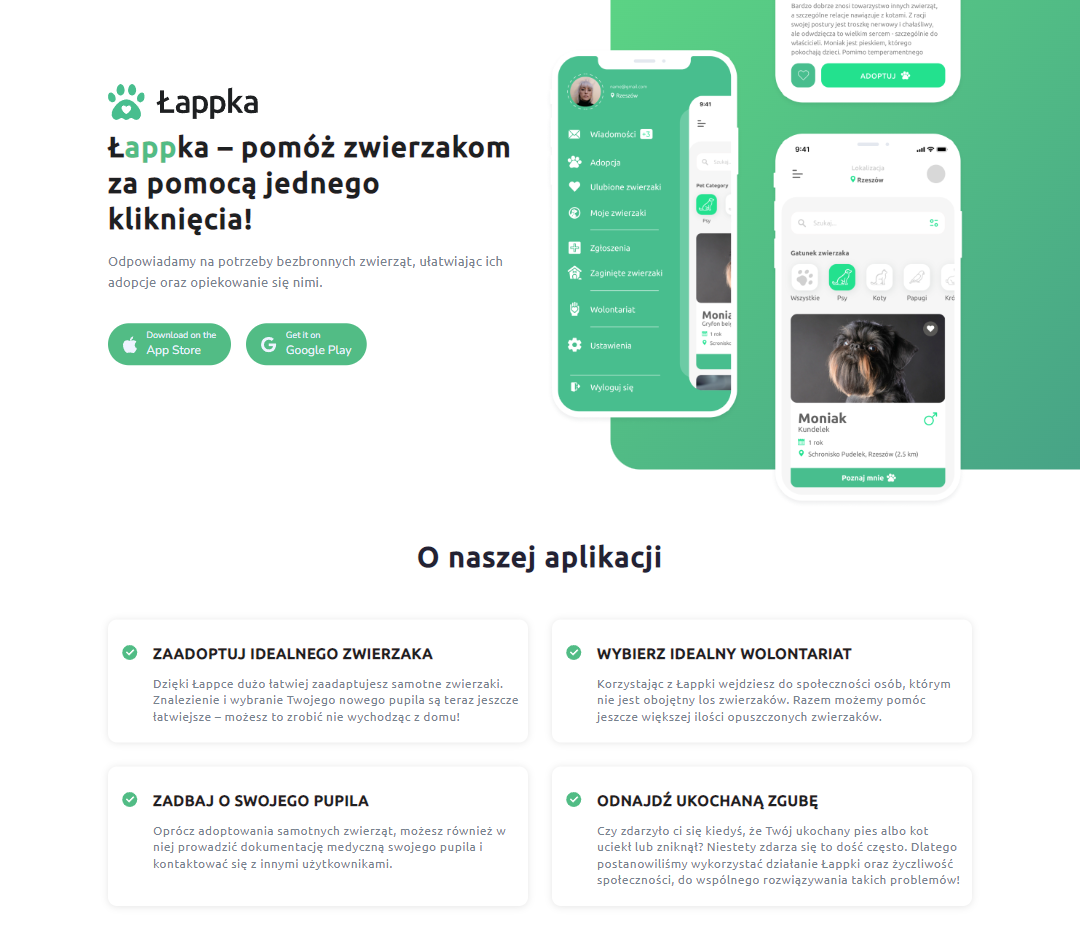 Łappka
Łappka – pomóż zwierzakom
za pomocą jednego
kliknięcia!
Odpowiadamy na potrzeby bezbronnych zwierząt, ułatwiając ich
adopcje oraz opiekowanie się nimi.
Download on the
App Store
Get it on
Google Play
name@gmail.com
Rzeszów
Wiadomości +3
Adopcja
Ulubione zwierzaki
Moje zwierzaki
Zgłoszenia
Zaginięte zwierzaki
Wolontariat
Ustawienia
Wyloguj się
9:41
Szukaj...
Pet Category
Psy
Monia
Gryfon belg
1 rok
Schronisko
Bardzo dobrze znosi towarzystwo innych zwierząt,
a szczególne relacje nawiązuje z kotami. Z racji
swojej postury jest troszkę nerwowy i chałaśliwy,
ale odwdzięcza to wielkim sercem - szczególnie do
właścicieli. Moniak jest pieskiem, którego
pokochają dzieci. Pomimo temperamentnego
ADOPTUJ
9:41
Lokalizacja
Rzeszów
Szukaj...
Gatunek zwierzaka
Wszystkie Psy Koty Papugi Kró
Moniak
Kundelek
1 rok
Schronisko Pudelek, Rzeszów (2,5 km)
Poznaj mnie
O naszej aplikacji
ZAADOPTUJ IDEALNEGO ZWIERZAKA
Dzięki Łappce dużo łatwiej zaadaptujesz samotne zwierzaki.
Znalezienie i wybranie Twojego nowego pupila są teraz jeszcze
łatwiejsze – możesz to zrobić nie wychodząc z domu!
WYBIERZ IDEALNY WOLONTARIAT
Korzystając z Łappki wejdziesz do społeczności osób, którym
nie jest obojętny los zwierzaków. Razem możemy pomóc
jeszcze większej ilości opuszczonych zwierzaków.
ZADBAJ O SWOJEGO PUPILA
Oprócz adoptowania samotnych zwierząt, możesz również w
niej prowadzić dokumentację medyczną swojego pupila i
kontaktować się z innymi użytkownikami.
ODNAJDŹ UKOCHANĄ ZGUBĘ
Czy zdarzyło ci się kiedyś, że Twój ukochany pies albo kot
uciekł lub zniknął? Niestety zdarza się to dość często. Dlatego
postanowiliśmy wykorzystać działanie Łappki oraz życzliwość
społeczności, do wspólnego rozwiązywania takich problemów!